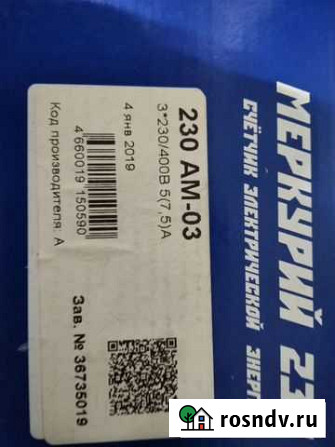 МЕРКУРИЙ 23
СЧЁТЧИК ЭЛЕКТРИЧЕСКОЙ ЭНЕРГ
230 АМ-03
3*230/400В 5(7,5)А
4 янв 2019
4 660019 150590
Код производителя: А
Зав. № 36735019
rosndv.ru